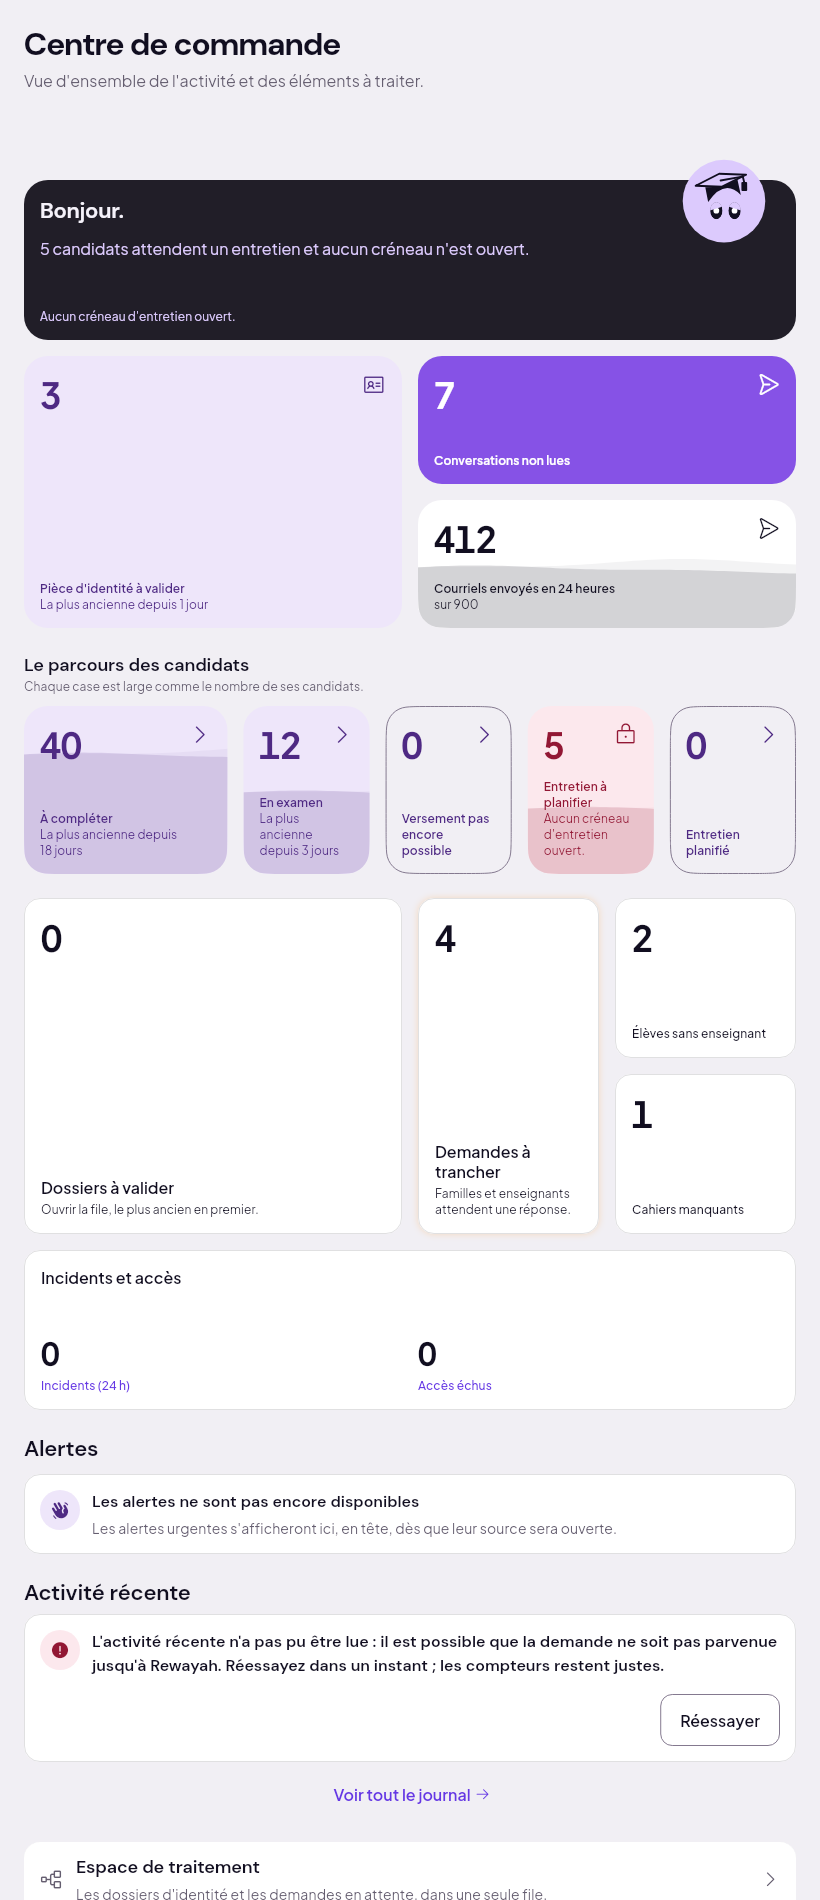 Centre de commande
Vue d'ensemble de l'activité et des éléments à traiter.
Bonjour.
5 candidats attendent un entretien et aucun créneau n'est ouvert.
Aucun créneau d'entretien ouvert.
3
Pièce d'identité à valider
La plus ancienne depuis 1 jour
7
Conversations non lues
412
Courriels envoyés en 24 heures
sur 900
Le parcours des candidats
Chaque case est large comme le nombre de ses candidats.
40
À compléter
La plus ancienne depuis
18 jours
12
En examen
La plus
ancienne
depuis 3 jours
0
Versement pas
encore
possible
5
Entretien à
planifier
Aucun créneau
d'entretien
ouvert.
0
Entretien
planifié
0
Dossiers à valider
Ouvrir la file, le plus ancien en premier.
4
Demandes à
trancher
Familles et enseignants
attendent une réponse.
2
Élèves sans enseignant
1
Cahiers manquants
Incidents et accès
0
Incidents (24 h)
0
Accès échus
Alertes
Les alertes ne sont pas encore disponibles
Les alertes urgentes s'afficheront ici, en tête, dès que leur source sera ouverte.
Activité récente
L'activité récente n'a pas pu être lue : il est possible que la demande ne soit pas parvenue
jusqu'à Rewayah. Réessayez dans un instant ; les compteurs restent justes.
Réessayer
Voir tout le journal →
Espace de traitement
Les dossiers d'identité et les demandes en attente, dans une seule file.